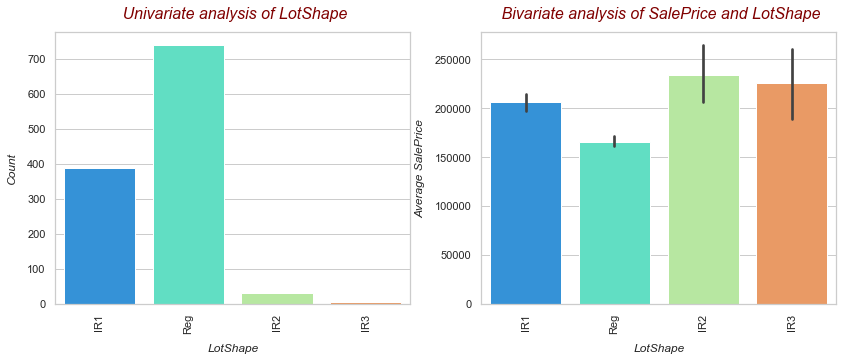 Univariate analysis of LotShape
700
600
500
400
300
200
100
0
Count
IR1
Reg
IR2
IR3
LotShape
Bivariate analysis of SalePrice and LotShape
250000
200000
150000
100000
50000
0
Average SalePrice
IR1
Reg
IR2
IR3
LotShape